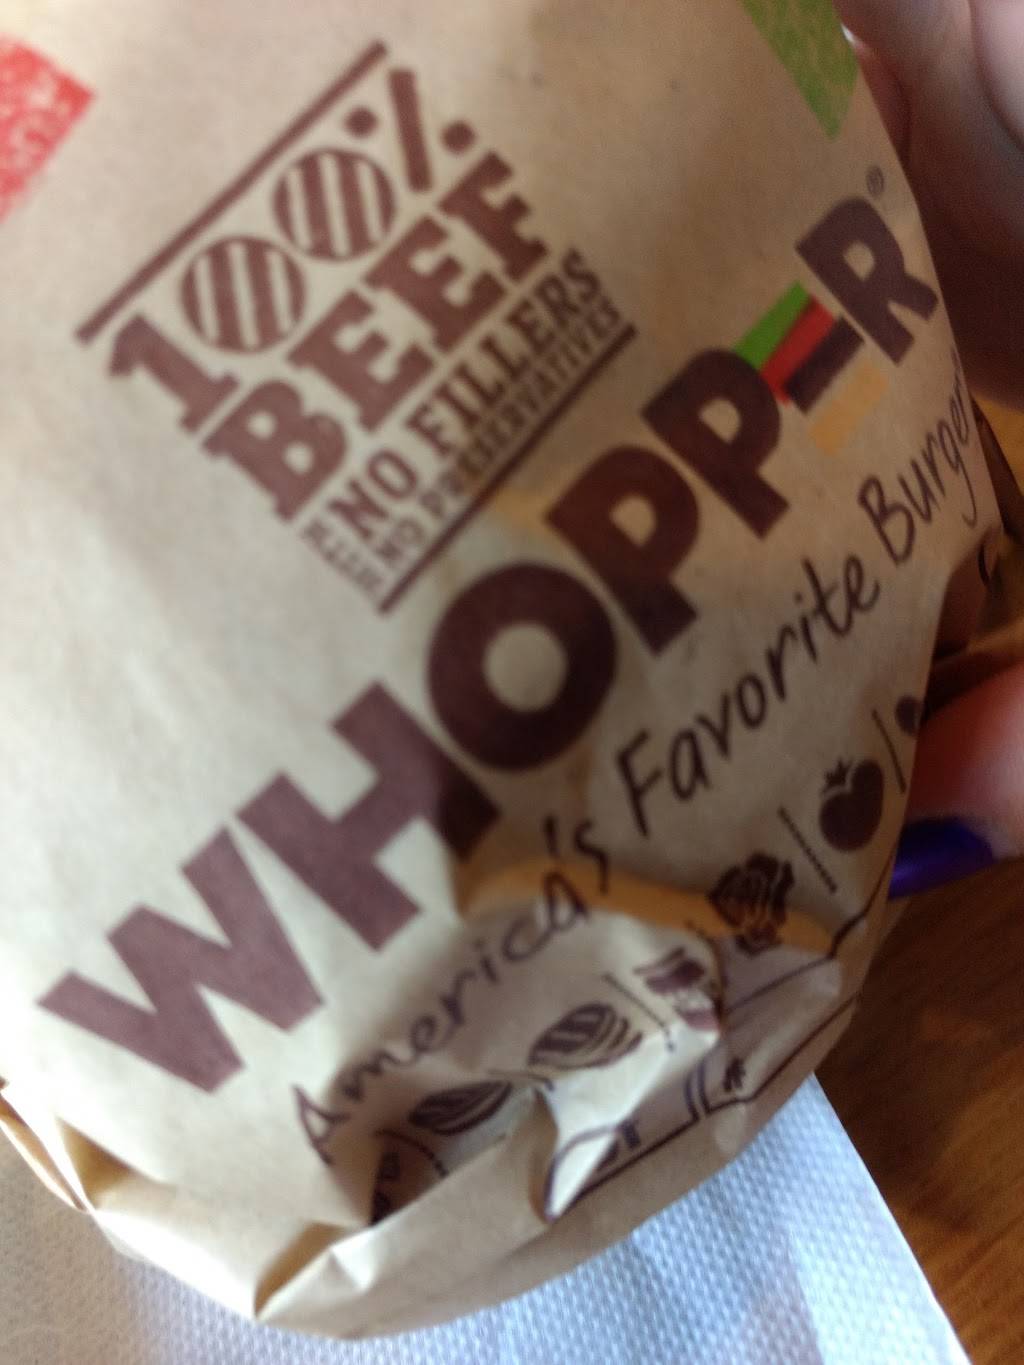 100%
BEEF
NO FILLERS
NO PRESERVATIVES
WHOPPER®
America's Favorite Burger